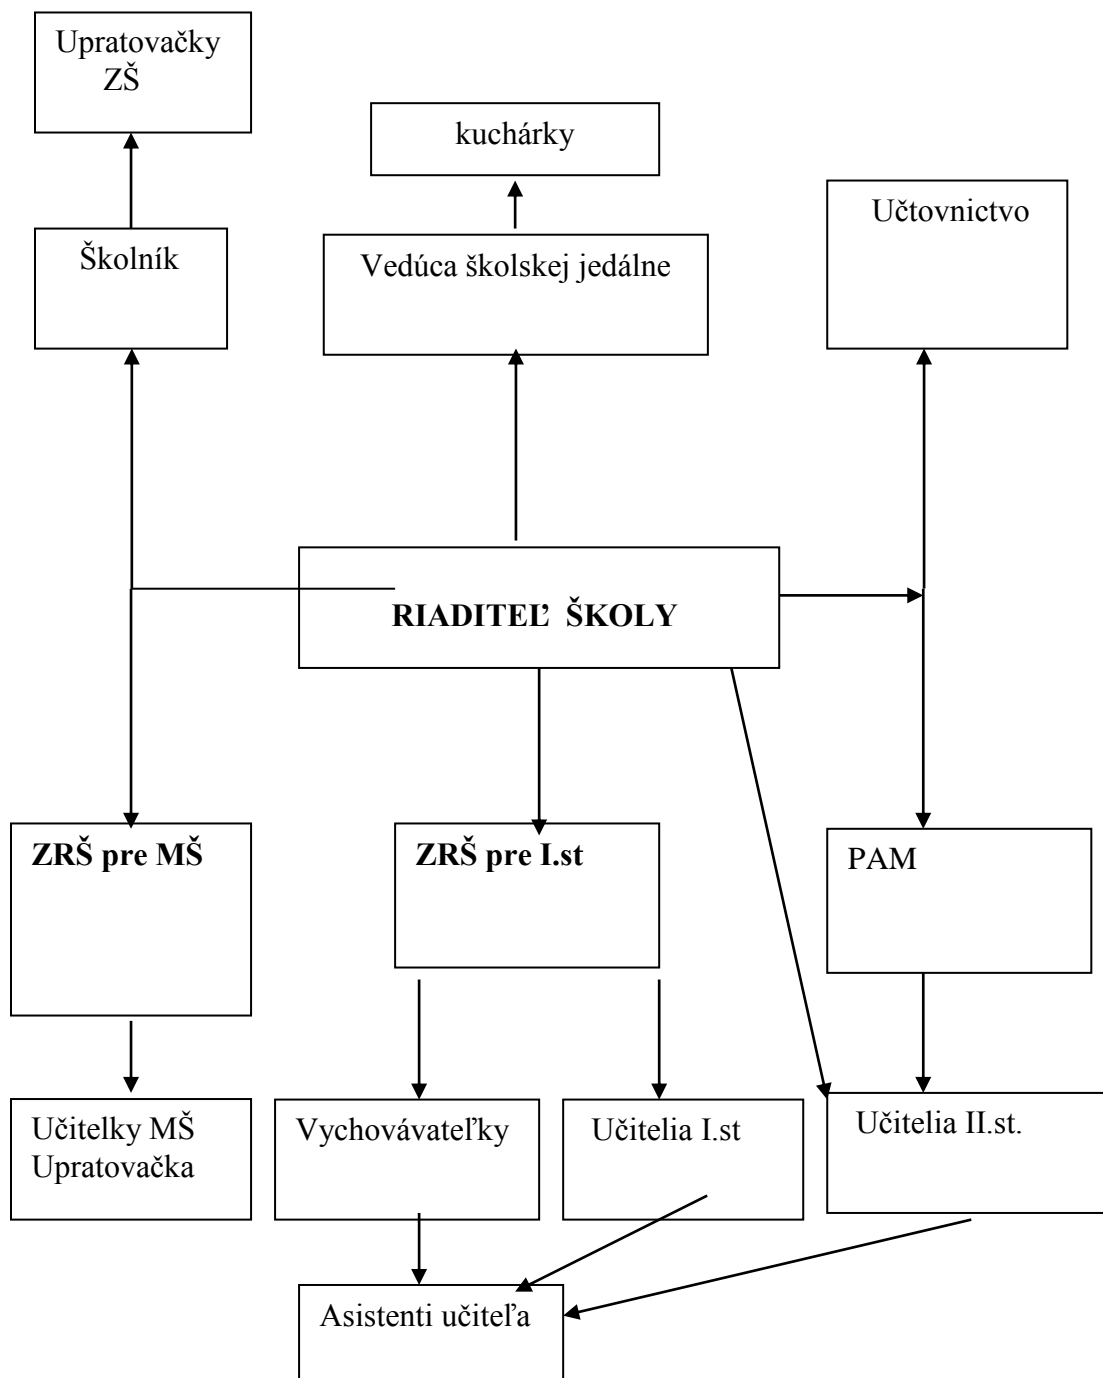 Upratovačky
ZŠ
kuchárky
Učtovnictvo
Školník
Vedúca školskej jedálne
RIADITEĽ ŠKOLY
ZRŠ pre MŠ
ZRŠ pre I.st
PAM
Učitelky MŠ
Upratovačka
Vychovávateľky
Učitelia I.st
Učitelia II.st.
Asistenti učiteľa